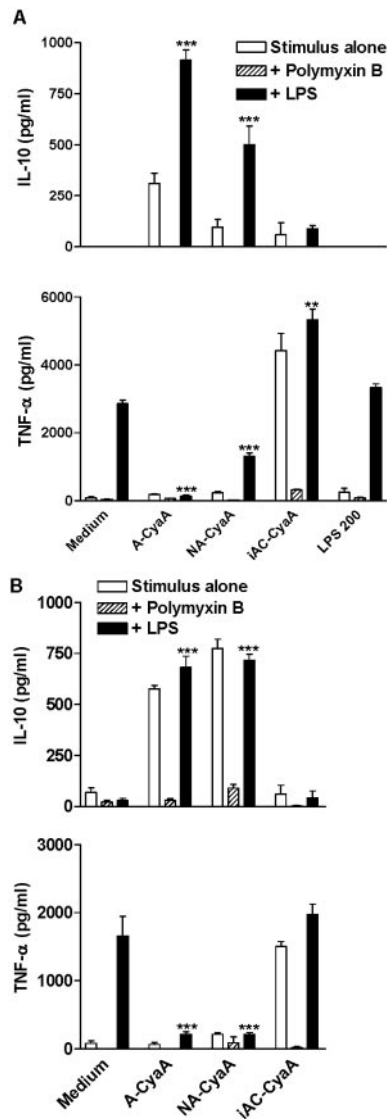 A
Stimulus alone
+ Polymyxin B
+ LPS
IL-10 (pg/ml)
1000
750
500
250
0
***
***
TNF-α (pg/ml)
6000
4000
2000
0
***
***
**
Medium
A-CyaA
NA-CyaA
iAC-CyaA
LPS 200
B
Stimulus alone
+ Polymyxin B
+ LPS
IL-10 (pg/ml)
1000
750
500
250
0
***
***
TNF-α (pg/ml)
3000
2000
1000
0
***
***
Medium
A-CyaA
NA-CyaA
iAC-CyaA